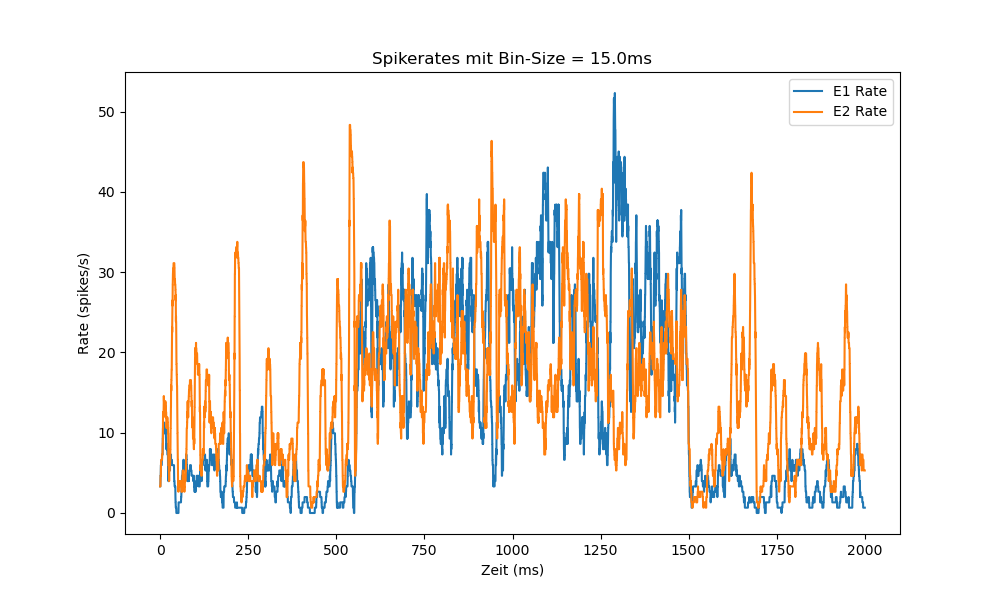 Spikerates mit Bin-Size = 15.0ms
E1 Rate
E2 Rate
50
40
30
20
10
0
Rate (spikes/s)
0 250 500 750 1000 1250 1500 1750 2000
Zeit (ms)